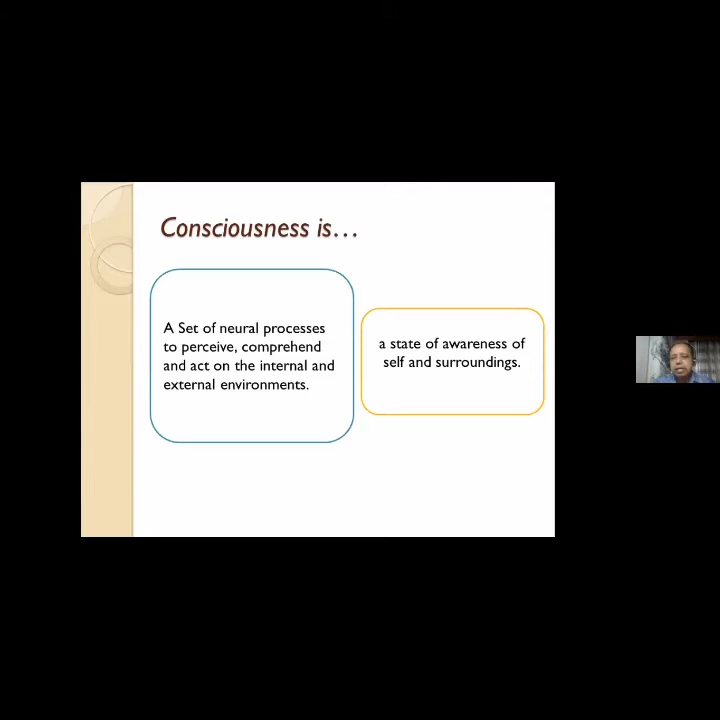 Consciousness is...
A Set of neural processes
to perceive, comprehend
and act on the internal and
external environments.
a state of awareness of
self and surroundings.